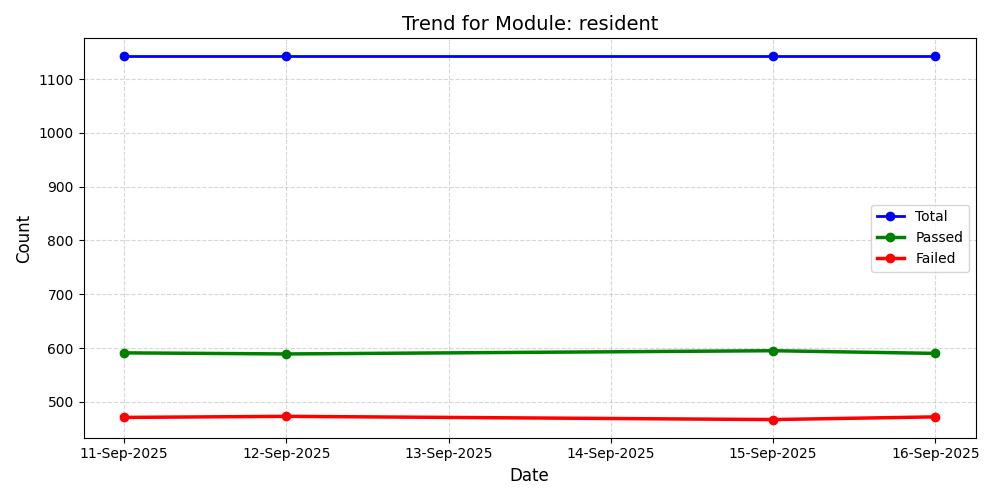 Trend for Module: resident
Count
1100
1000
900
800
700
600
500
Total
Passed
Failed
11-Sep-2025 12-Sep-2025 13-Sep-2025 14-Sep-2025 15-Sep-2025 16-Sep-2025
Date